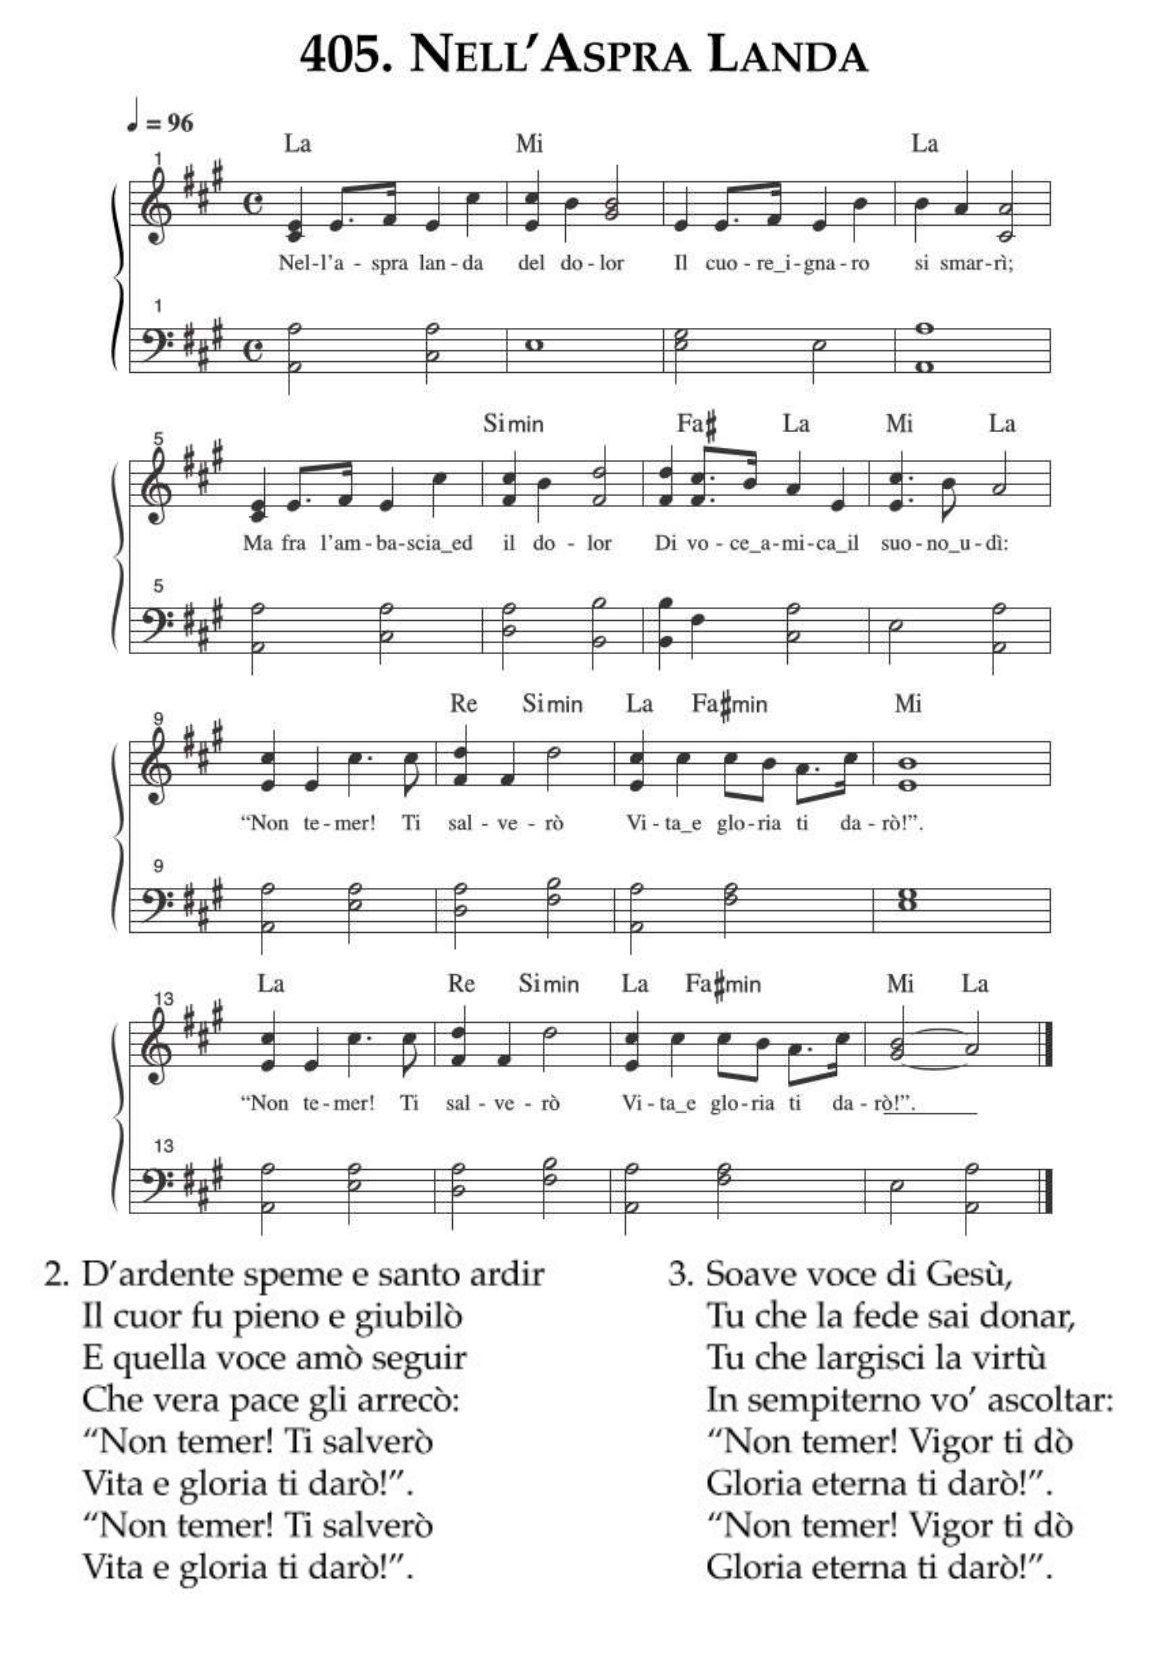 405. Nell'Aspra Landa
= 96
La Mi La
1
Nel-l'a - spra lan - da del do - lor Il cuo - re_i - gna - ro si smar - rì;
1
Simin Fa♯ La Mi La
5
Ma fra l'am - ba - scia_ed il do - lor Di vo - ce_a - mi - ca_il suo - no_u - dì:
5
Re Simin La Fa♯min Mi
9
“Non te - mer! Ti sal - ve - rò Vi - ta_e glo - ria ti da - rò!”.
9
La Re Simin La Fa♯min Mi La
13
“Non te - mer! Ti sal - ve - rò Vi - ta_e glo - ria ti da - rò!”.
13
2. D'ardente speme e santo ardir
Il cuor fu pieno e giubilò
E quella voce amò seguir
Che vera pace gli arrecò:
“Non temer! Ti salverò
Vita e gloria ti darò!”.
“Non temer! Ti salverò
Vita e gloria ti darò!”.
3. Soave voce di Gesù,
Tu che la fede sai donar,
Tu che largisci la virtù
In sempiterno vo' ascoltar:
“Non temer! Vigor ti dò
Gloria eterna ti darò!”.
“Non temer! Vigor ti dò
Gloria eterna ti darò!”.